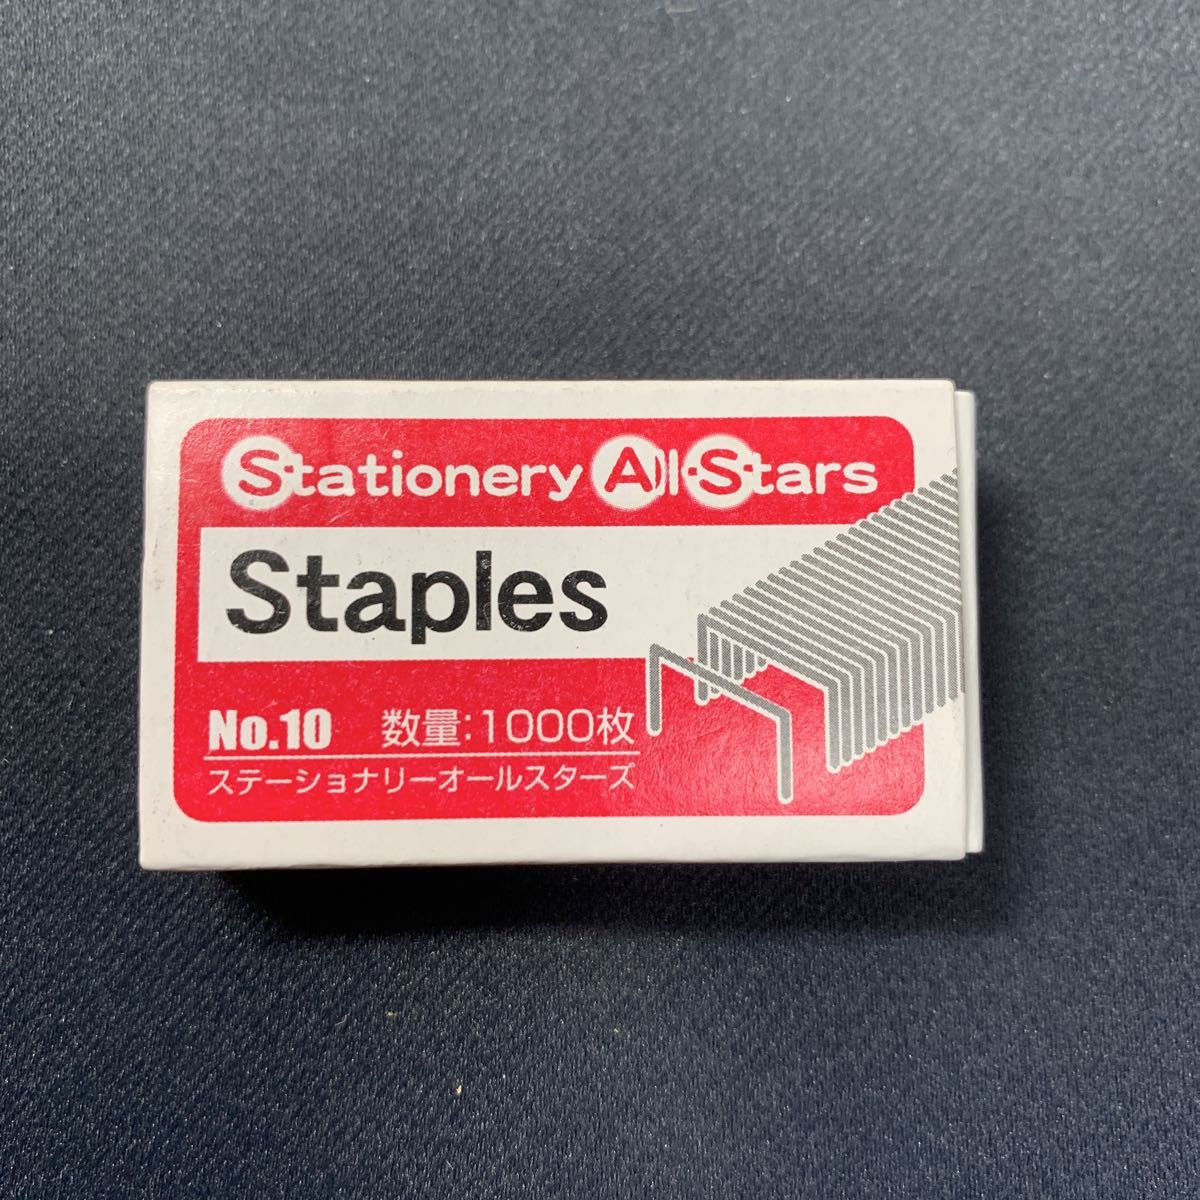 Stationery All Stars
Staples
No.10 数量:1000枚
ステーショナリーオールスターズ